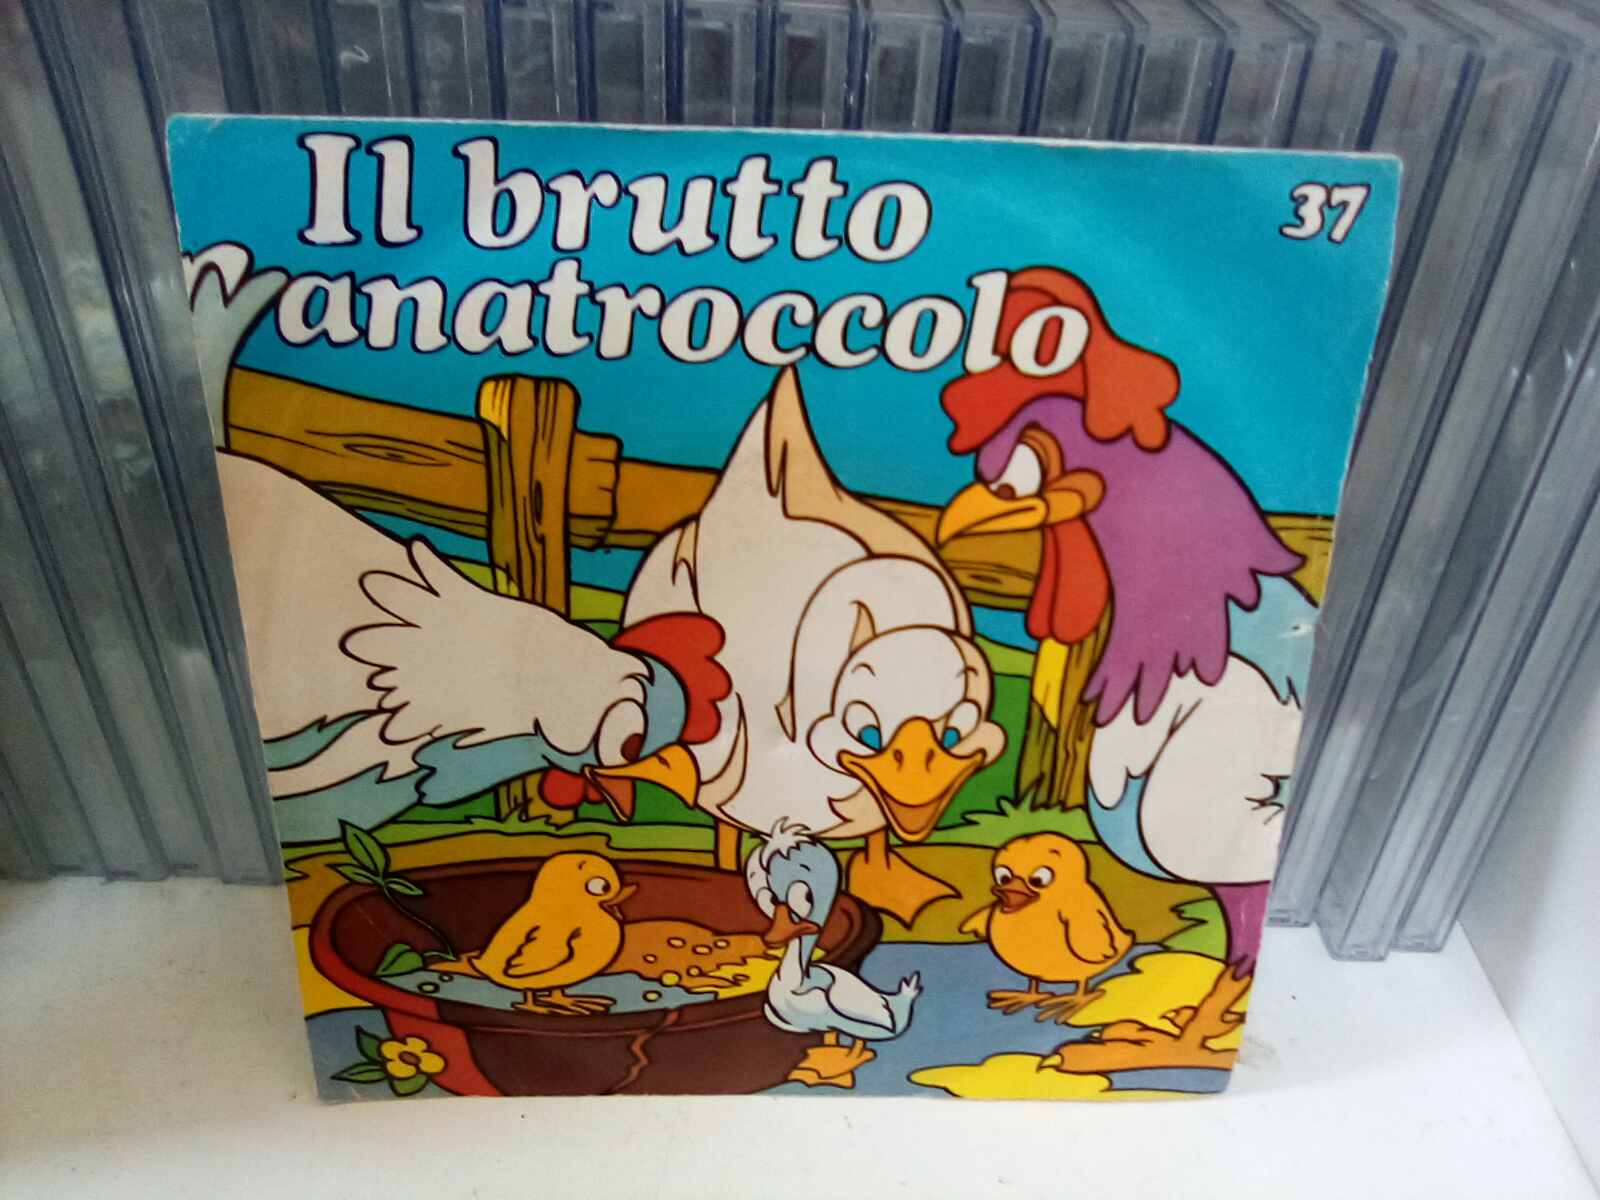 Il brutto
anatroccolo
37